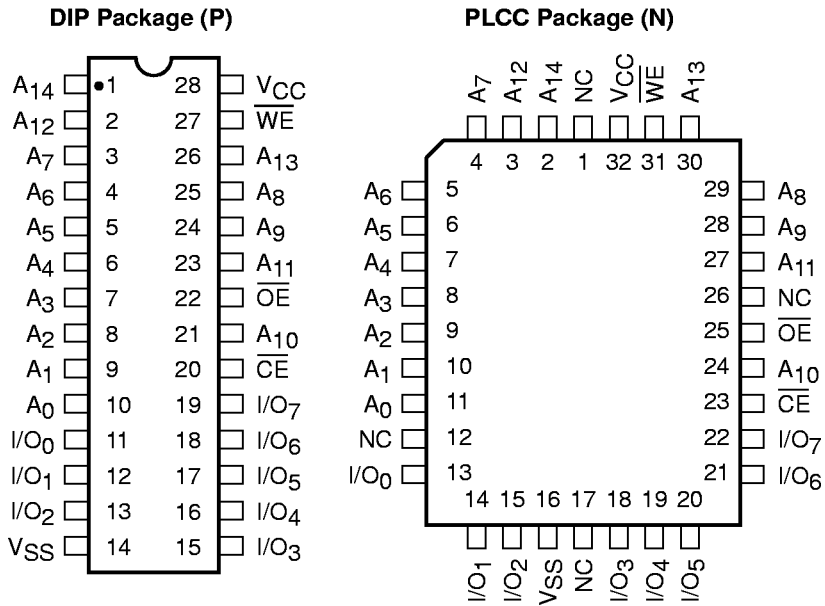 DIP Package (P)
A14 1 28 VCC
A12 2 27 WE
A7 3 26 A13
A6 4 25 A8
A5 5 24 A9
A4 6 23 A11
A3 7 22 OE
A2 8 21 A10
A1 9 20 CE
A0 10 19 I/O7
I/O0 11 18 I/O6
I/O1 12 17 I/O5
I/O2 13 16 I/O4
VSS 14 15 I/O3
PLCC Package (N)
A7 A12 A14 NC VCC WE A13
4 3 2 1 32 31 30
A6 5 29 A8
A5 6 28 A9
A4 7 27 A11
A3 8 26 NC
A2 9 25 OE
A1 10 24 A10
A0 11 23 CE
NC 12 22 I/O7
I/O0 13 21 I/O6
14 15 16 17 18 19 20
I/O1 I/O2 VSS NC I/O3 I/O4 I/O5